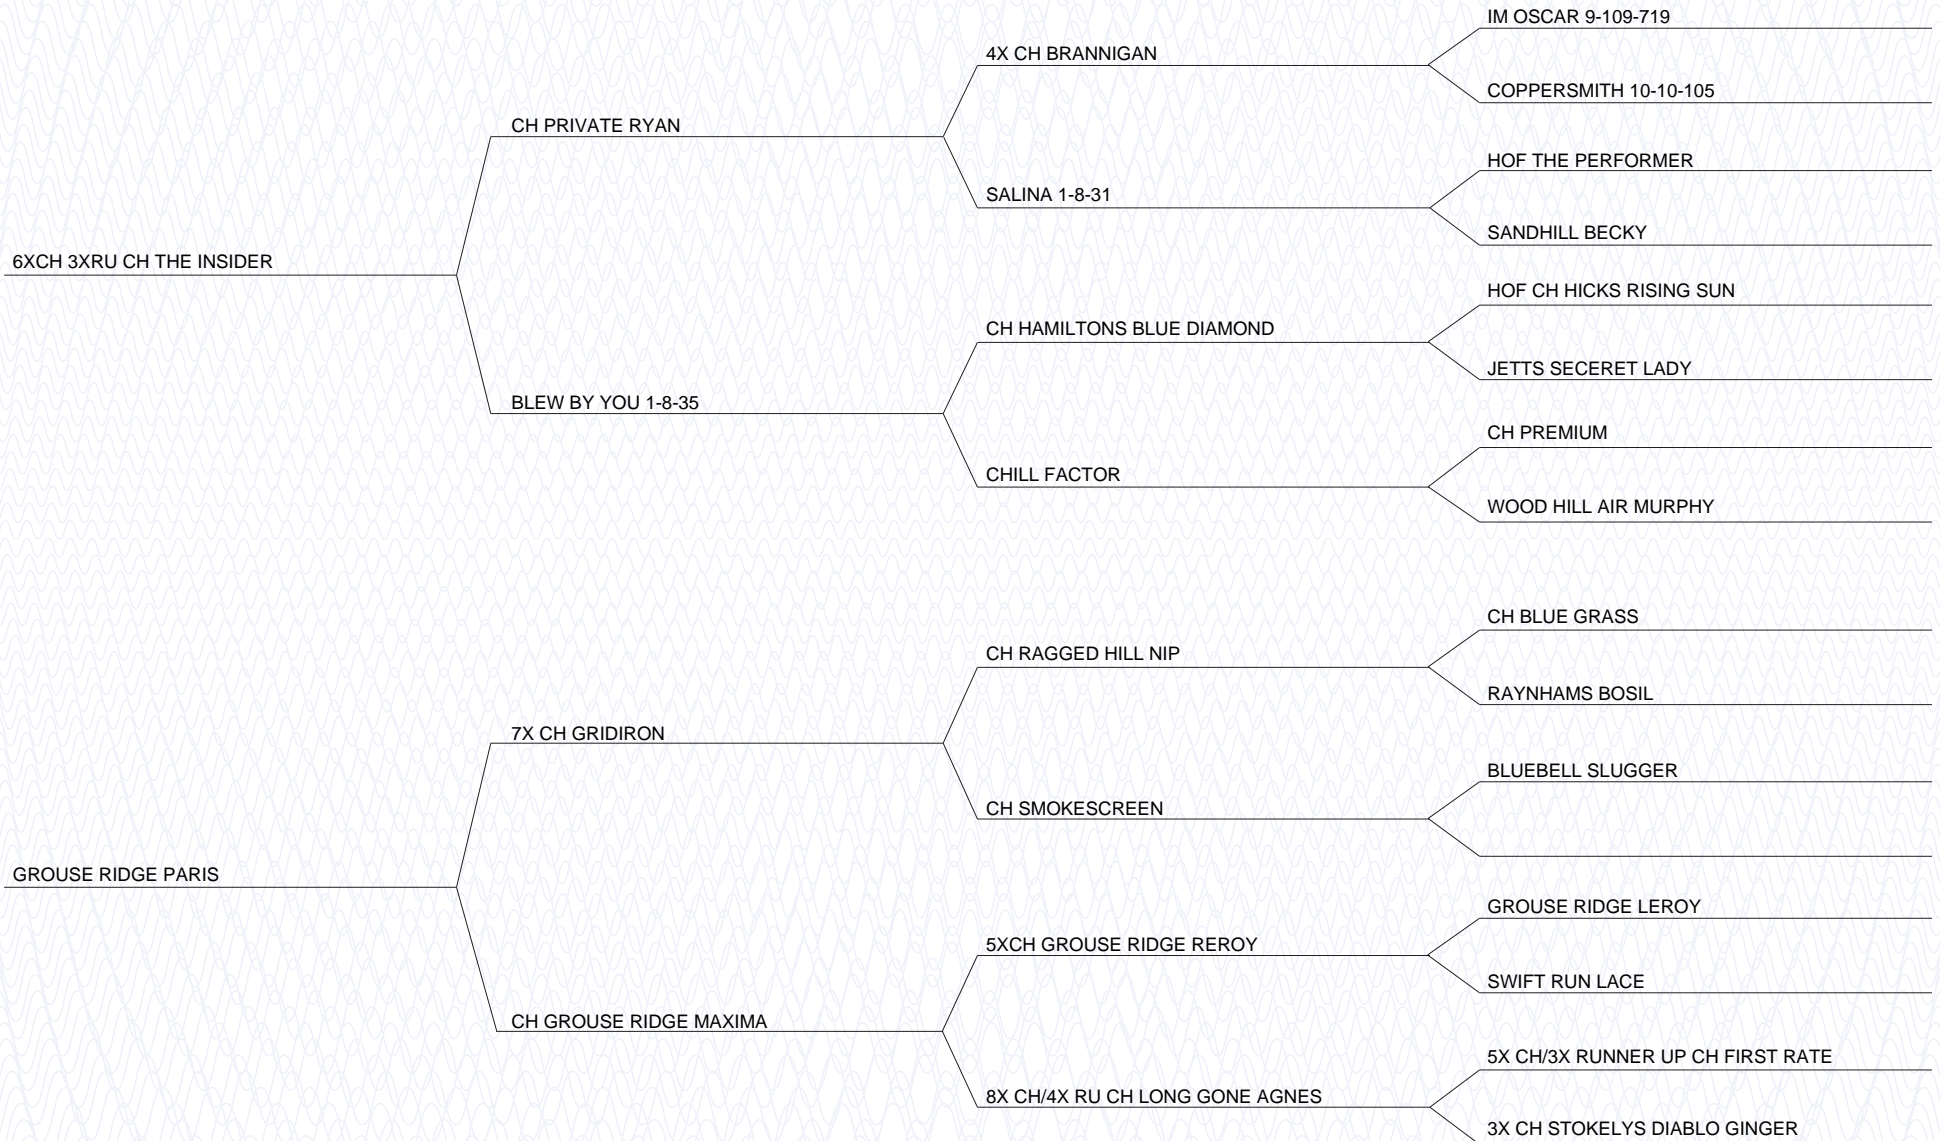 IM OSCAR 9-109-719
4X CH BRANNIGAN
COPPERSMITH 10-10-105
CH PRIVATE RYAN
HOF THE PERFORMER
SALINA 1-8-31
SANDHILL BECKY
6XCH 3XRU CH THE INSIDER
HOF CH HICKS RISING SUN
CH HAMILTONS BLUE DIAMOND
JETTS SECERET LADY
BLEW BY YOU 1-8-35
CH PREMIUM
CHILL FACTOR
WOOD HILL AIR MURPHY
CH BLUE GRASS
CH RAGGED HILL NIP
RAYNHAMS BOSIL
7X CH GRIDIRON
BLUEBELL SLUGGER
CH SMOKESCREEN
GROUSE RIDGE PARIS
GROUSE RIDGE LEROY
5XCH GROUSE RIDGE REROY
SWIFT RUN LACE
CH GROUSE RIDGE MAXIMA
5X CH/3X RUNNER UP CH FIRST RATE
8X CH/4X RU CH LONG GONE AGNES
3X CH STOKELYS DIABLO GINGER